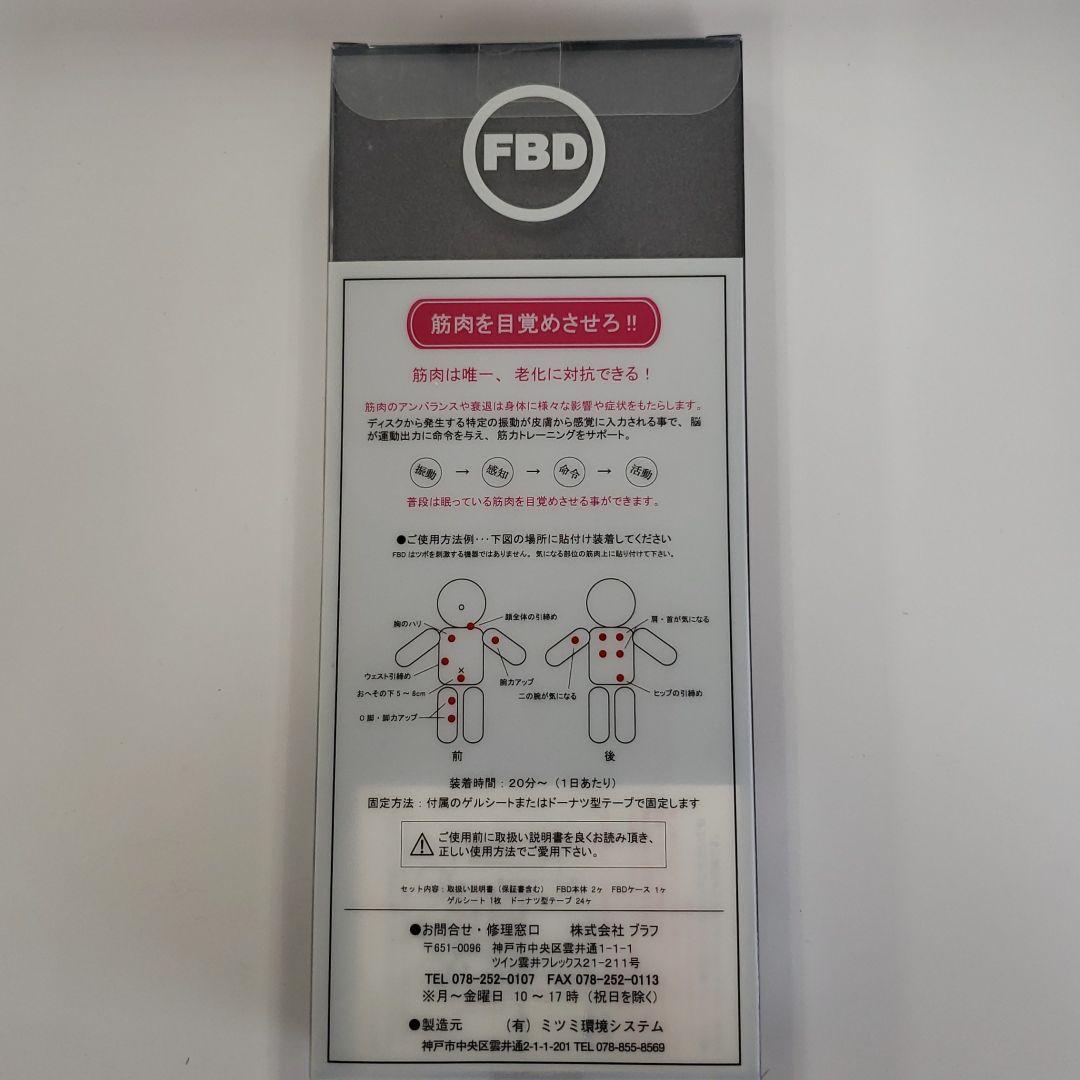 FBD
筋肉を目覚めさせろ!!
筋肉は唯一、老化に対抗できる！
筋肉のアンバランスや衰退は身体に様々な影響や症状をもたらします。
ディスクから発生する特定の振動が皮膚から感覚に入力される事で、脳
が運動出力に命令を与え、筋力トレーニングをサポート。
振動 → 感知 → 命令 → 活動
普段は眠っている筋肉を目覚めさせる事ができます。
●ご使用方法例･･･下図の場所に貼付け装着してください
FBDはツボを刺激する機器ではありません。気になる部位の筋肉上に貼り付けて下さい。
胸のハリ
顔全体の引締め
肩・首が気になる
ウェスト引締め
おへその下5～8cm
腕力アップ
二の腕が気になる
ヒップの引締め
O脚・脚力アップ
前
後
装着時間：20分～（1日あたり）
固定方法：付属のゲルシートまたはドーナツ型テープで固定します
ご使用前に取扱い説明書を良くお読み頂き、
正しい使用方法でご愛用下さい。
セット内容：取扱い説明書（保証書含む） FBD本体 2ヶ FBDケース 1ヶ
ゲルシート 1枚 ドーナツ型テープ 24ヶ
●お問合せ・修理窓口 株式会社 プラフ
〒651-0096 神戸市中央区雲井通1-1-1
ツイン雲井フレックス21-211号
TEL 078-252-0107 FAX 078-252-0113
※月～金曜日 10～17時（祝日を除く）
●製造元 （有）ミツミ環境システム
神戸市中央区雲井通2-1-1-201 TEL 078-855-8569